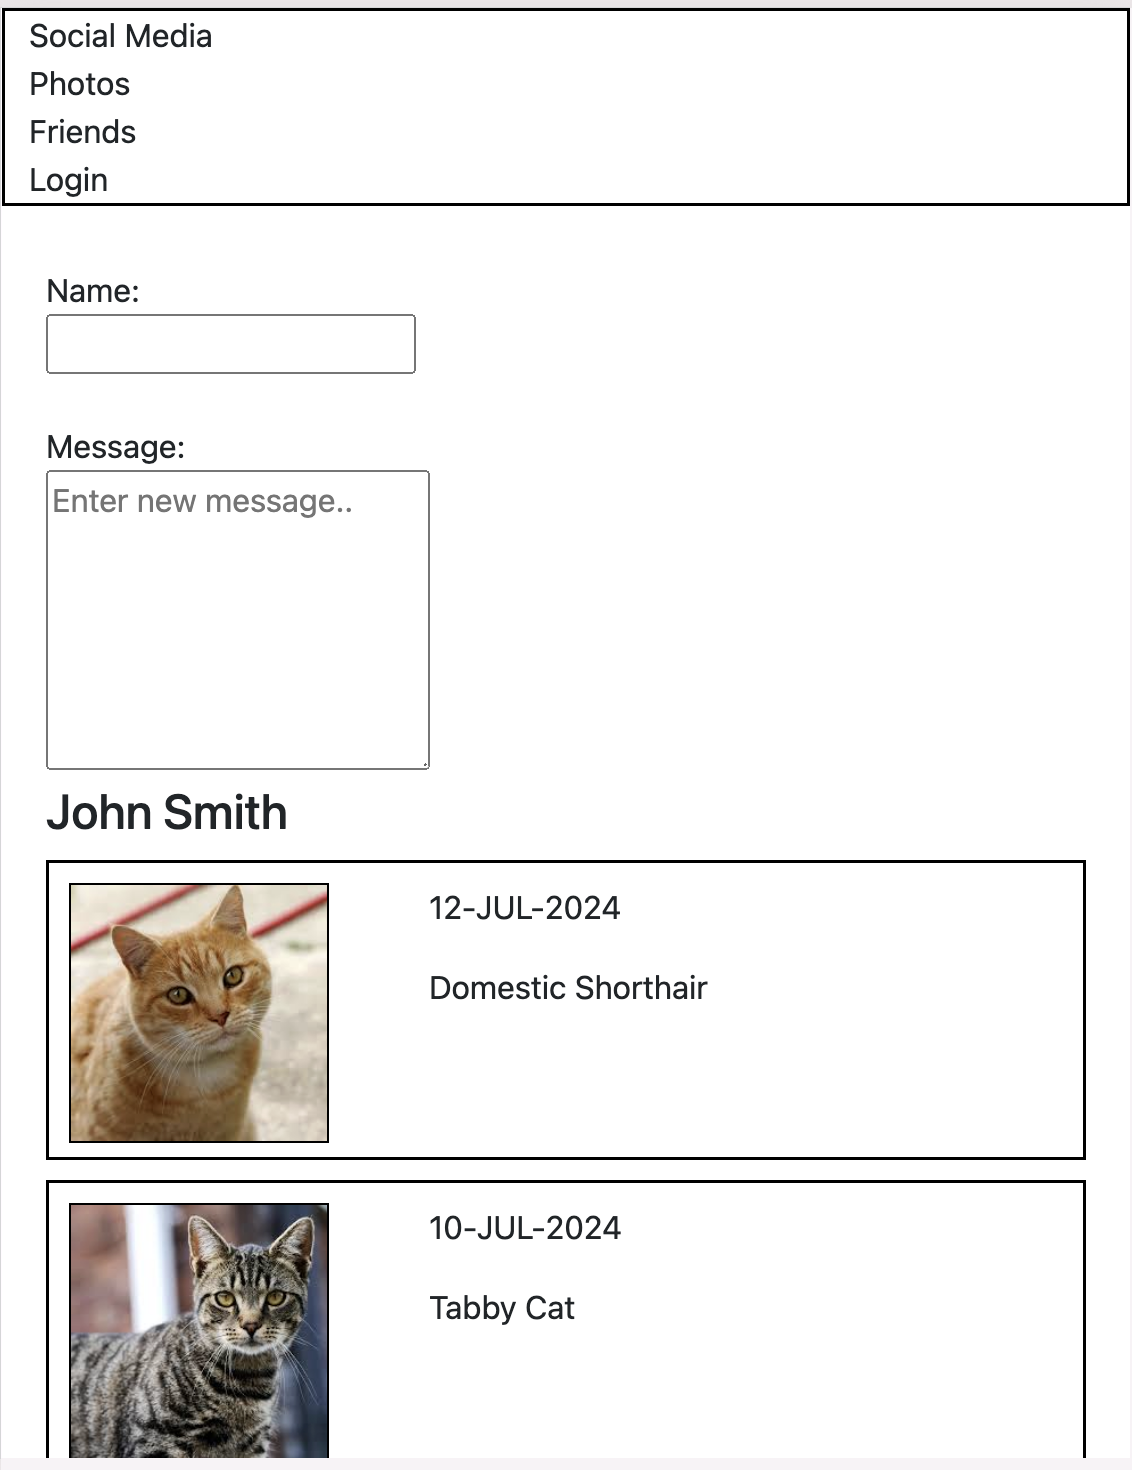 Social Media
Photos
Friends
Login
Name:
Message:
Enter new message..
John Smith
12-JUL-2024
Domestic Shorthair
10-JUL-2024
Tabby Cat